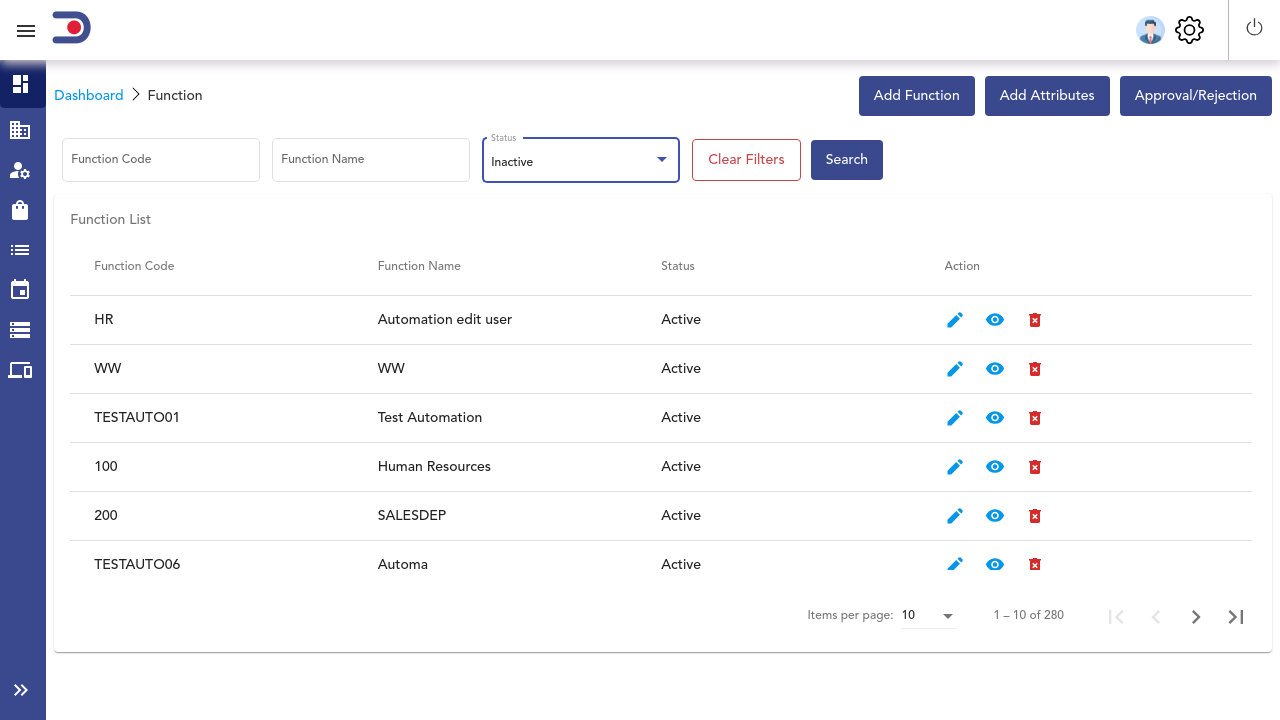 Dashboard Function
Add Function Add Attributes Approval/Rejection
Function Code Function Name Status Inactive Clear Filters Search
Function List
Function Code Function Name Status Action
HR Automation edit user Active
WW WW Active
TESTAUTO01 Test Automation Active
100 Human Resources Active
200 SALESDEP Active
TESTAUTO06 Automa Active
Items per page: 10 1 – 10 of 280